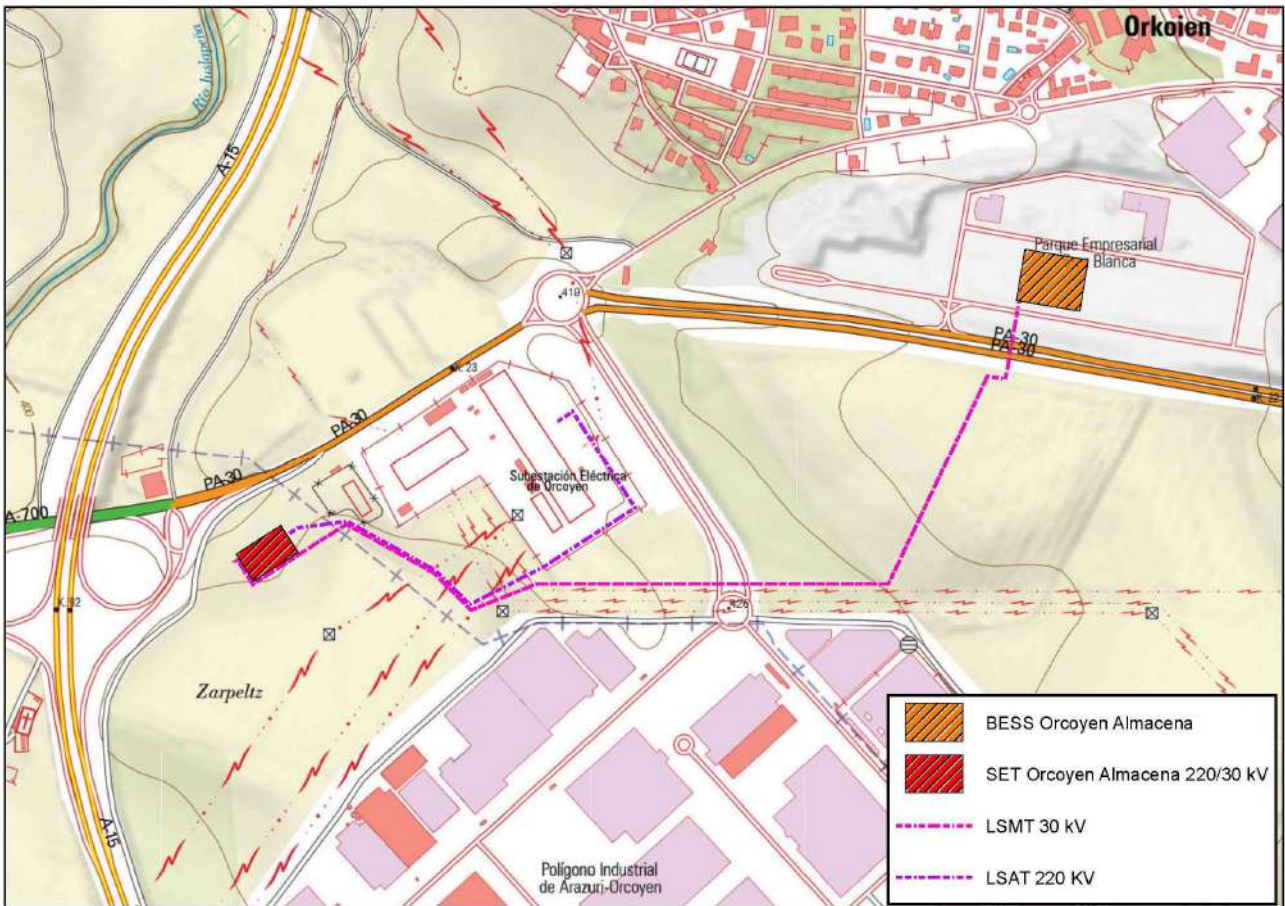 Orkoien
Río Juslapeña
A-15
Parque Empresarial
Blanca
419
PA-30
PA-30
K. 23
PA-30
PA-30
Subestación Eléctrica
de Orcoyen
A-700
400
K. 92
426
Zarpeltz
A-15
Polígono Industrial
de Arazuri-Orcoyen
BESS Orcoyen Almacena
SET Orcoyen Almacena 220/30 kV
LSMT 30 kV
LSAT 220 KV